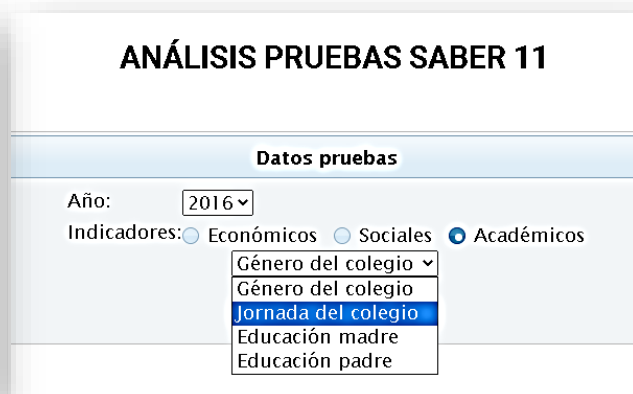 ANÁLISIS PRUEBAS SABER 11
Datos pruebas
Año: 2016
Indicadores: Económicos Sociales Académicos
Género del colegio
Género del colegio
Jornada del colegio
Educación madre
Educación padre